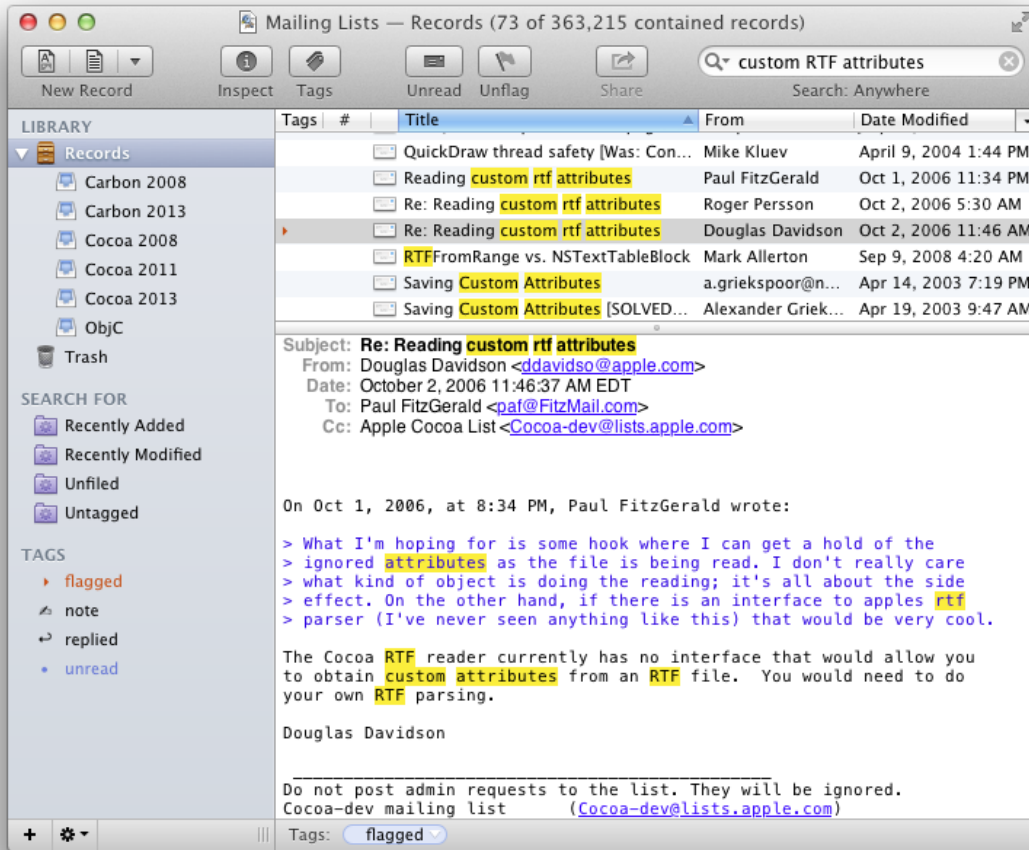 Mailing Lists — Records (73 of 363,215 contained records)
custom RTF attributes
New Record Inspect Tags Unread Unflag Share Search: Anywhere
LIBRARY
Records
Carbon 2008
Carbon 2013
Cocoa 2008
Cocoa 2011
Cocoa 2013
ObjC
Trash
SEARCH FOR
Recently Added
Recently Modified
Unfiled
Untagged
TAGS
flagged
note
replied
unread
Tags # Title From Date Modified
QuickDraw thread safety [Was: Con... Mike Kluev April 9, 2004 1:44 PM
Reading custom rtf attributes Paul FitzGerald Oct 1, 2006 11:34 PM
Re: Reading custom rtf attributes Roger Persson Oct 2, 2006 5:30 AM
Re: Reading custom rtf attributes Douglas Davidson Oct 2, 2006 11:46 AM
RTFFromRange vs. NSTextTableBlock Mark Allerton Sep 9, 2008 4:20 AM
Saving Custom Attributes a.griekspoor@n... Apr 14, 2003 7:19 PM
Saving Custom Attributes [SOLVED... Alexander Griek... Apr 19, 2003 9:47 AM
Subject: Re: Reading custom rtf attributes
From: Douglas Davidson <ddavidso@apple.com>
Date: October 2, 2006 11:46:37 AM EDT
To: Paul FitzGerald <paf@FitzMail.com>
Cc: Apple Cocoa List <Cocoa-dev@lists.apple.com>
On Oct 1, 2006, at 8:34 PM, Paul FitzGerald wrote:
> What I'm hoping for is some hook where I can get a hold of the
> ignored attributes as the file is being read. I don't really care
> what kind of object is doing the reading; it's all about the side
> effect. On the other hand, if there is an interface to apples rtf
> parser (I've never seen anything like this) that would be very cool.
The Cocoa RTF reader currently has no interface that would allow you
to obtain custom attributes from an RTF file.  You would need to do
your own RTF parsing.
Douglas Davidson
_______________________________________________
Do not post admin requests to the list. They will be ignored.
Cocoa-dev mailing list      (Cocoa-dev@lists.apple.com)
Tags: flagged